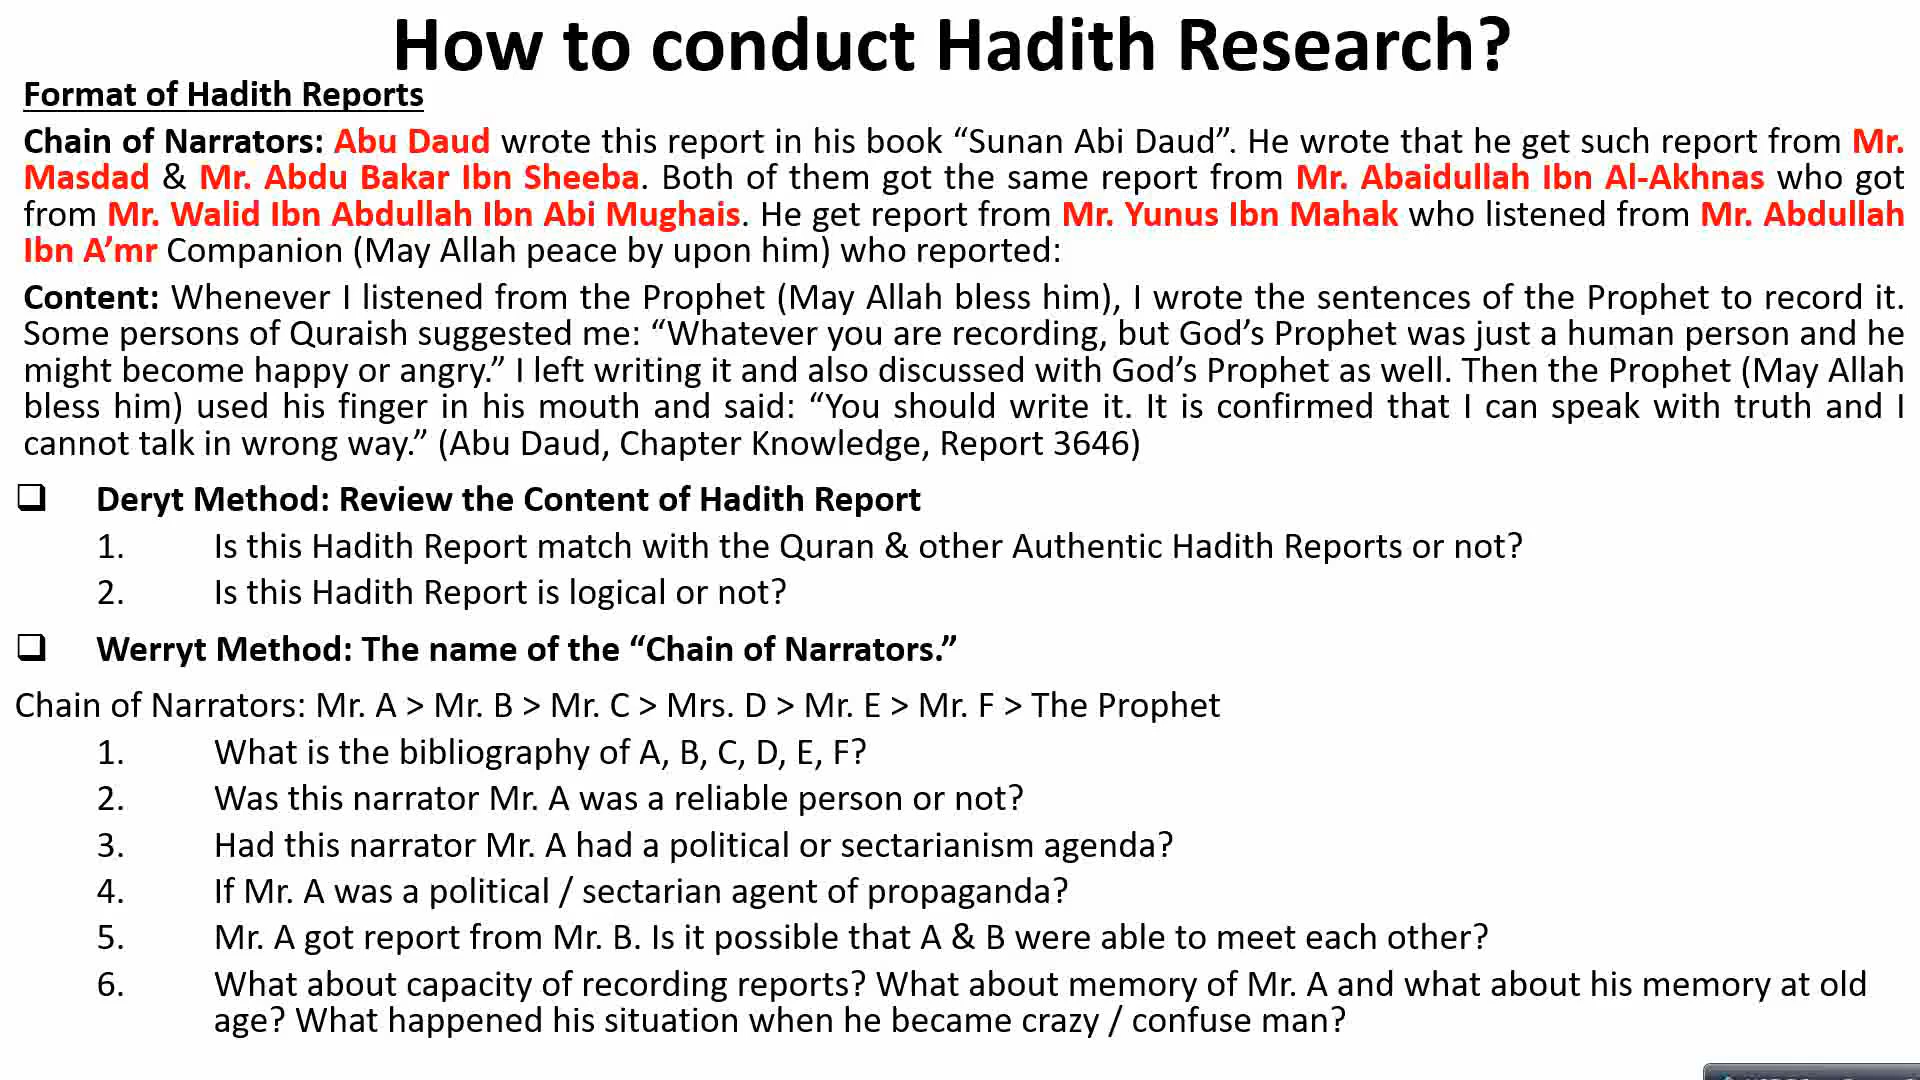 How to conduct Hadith Research?
Format of Hadith Reports
Chain of Narrators: Abu Daud wrote this report in his book “Sunan Abi Daud”. He wrote that he get such report from Mr.
Masdad & Mr. Abdu Bakar Ibn Sheeba. Both of them got the same report from Mr. Abaidullah Ibn Al-Akhnas who got
from Mr. Walid Ibn Abdullah Ibn Abi Mughais. He get report from Mr. Yunus Ibn Mahak who listened from Mr. Abdullah
Ibn A’mr Companion (May Allah peace by upon him) who reported:
Content: Whenever I listened from the Prophet (May Allah bless him), I wrote the sentences of the Prophet to record it.
Some persons of Quraish suggested me: “Whatever you are recording, but God’s Prophet was just a human person and he
might become happy or angry.” I left writing it and also discussed with God’s Prophet as well. Then the Prophet (May Allah
bless him) used his finger in his mouth and said: “You should write it. It is confirmed that I can speak with truth and I
cannot talk in wrong way.” (Abu Daud, Chapter Knowledge, Report 3646)
❑ Deryt Method: Review the Content of Hadith Report
1. Is this Hadith Report match with the Quran & other Authentic Hadith Reports or not?
2. Is this Hadith Report is logical or not?
❑ Werryt Method: The name of the “Chain of Narrators.”
Chain of Narrators: Mr. A > Mr. B > Mr. C > Mrs. D > Mr. E > Mr. F > The Prophet
1. What is the bibliography of A, B, C, D, E, F?
2. Was this narrator Mr. A was a reliable person or not?
3. Had this narrator Mr. A had a political or sectarianism agenda?
4. If Mr. A was a political / sectarian agent of propaganda?
5. Mr. A got report from Mr. B. Is it possible that A & B were able to meet each other?
6. What about capacity of recording reports? What about memory of Mr. A and what about his memory at old
age? What happened his situation when he became crazy / confuse man?